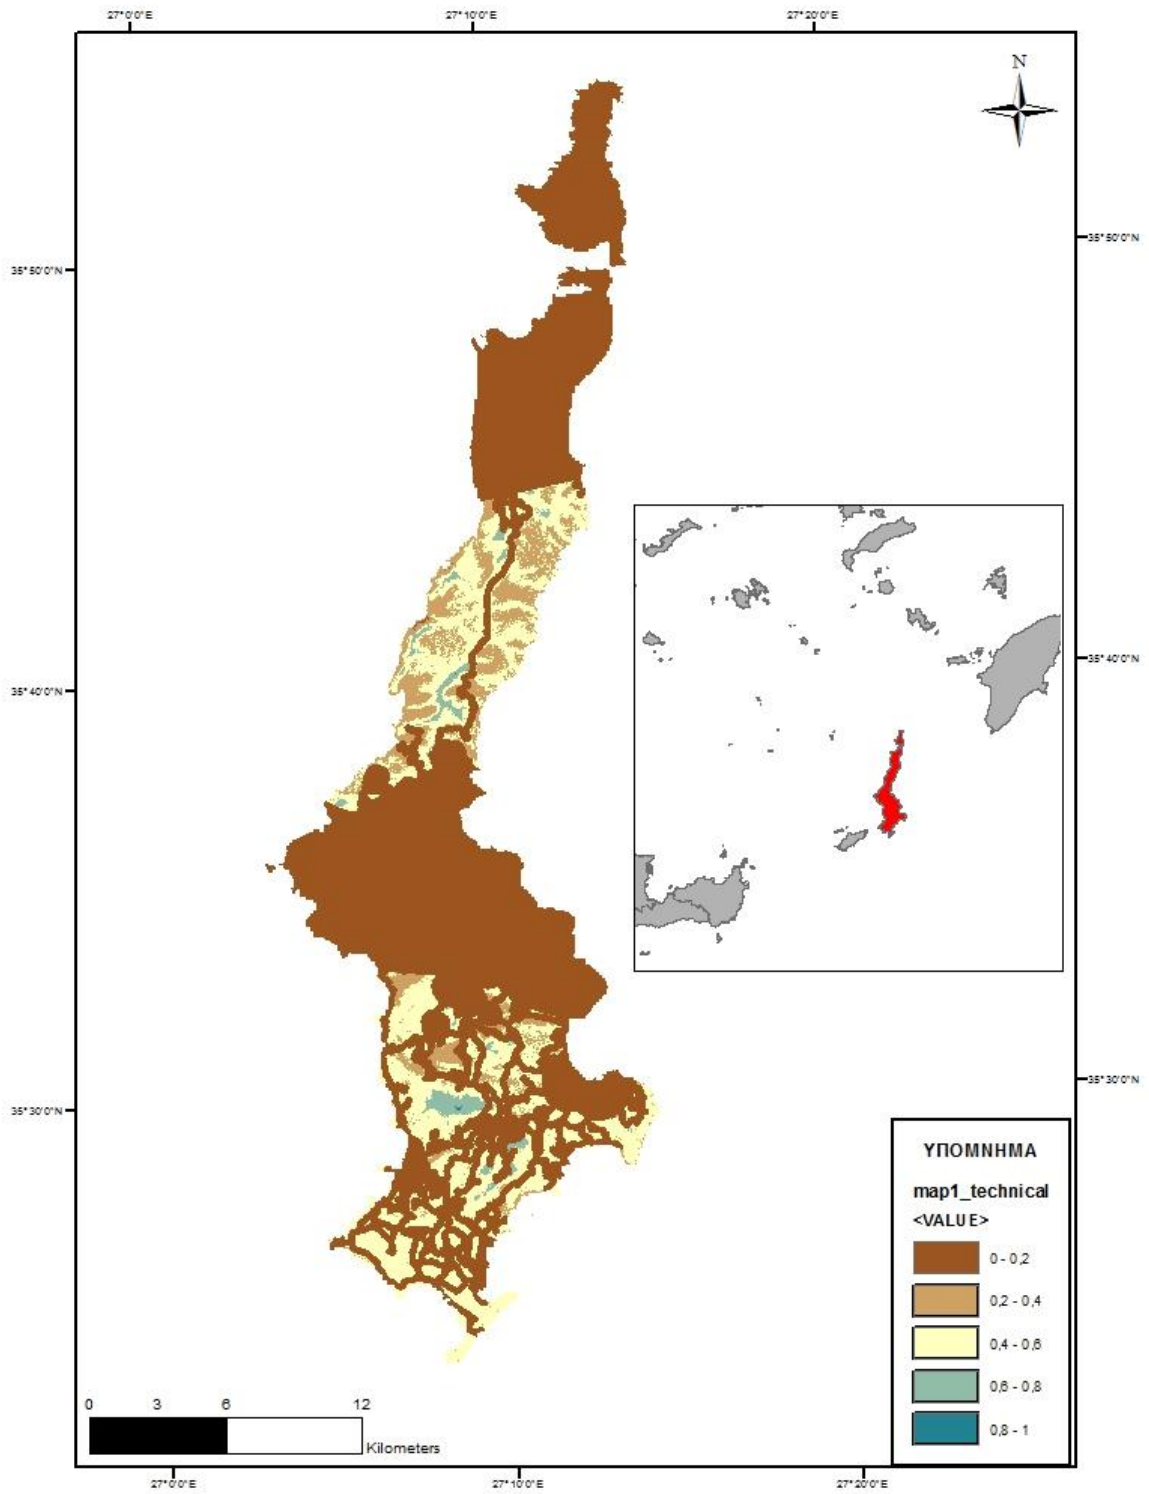 27°0'0"E
27°10'0"E
27°20'0"E
N
35°50'0"N
35°50'0"N
35°40'0"N
35°40'0"N
35°30'0"N
35°30'0"N
ΥΠΟΜΝΗΜΑ
map1_technical
<VALUE>
0 - 0,2
0,2 - 0,4
0,4 - 0,6
0,6 - 0,8
0,8 - 1
0 3 6 12
Kilometers
27°0'0"E
27°10'0"E
27°20'0"E